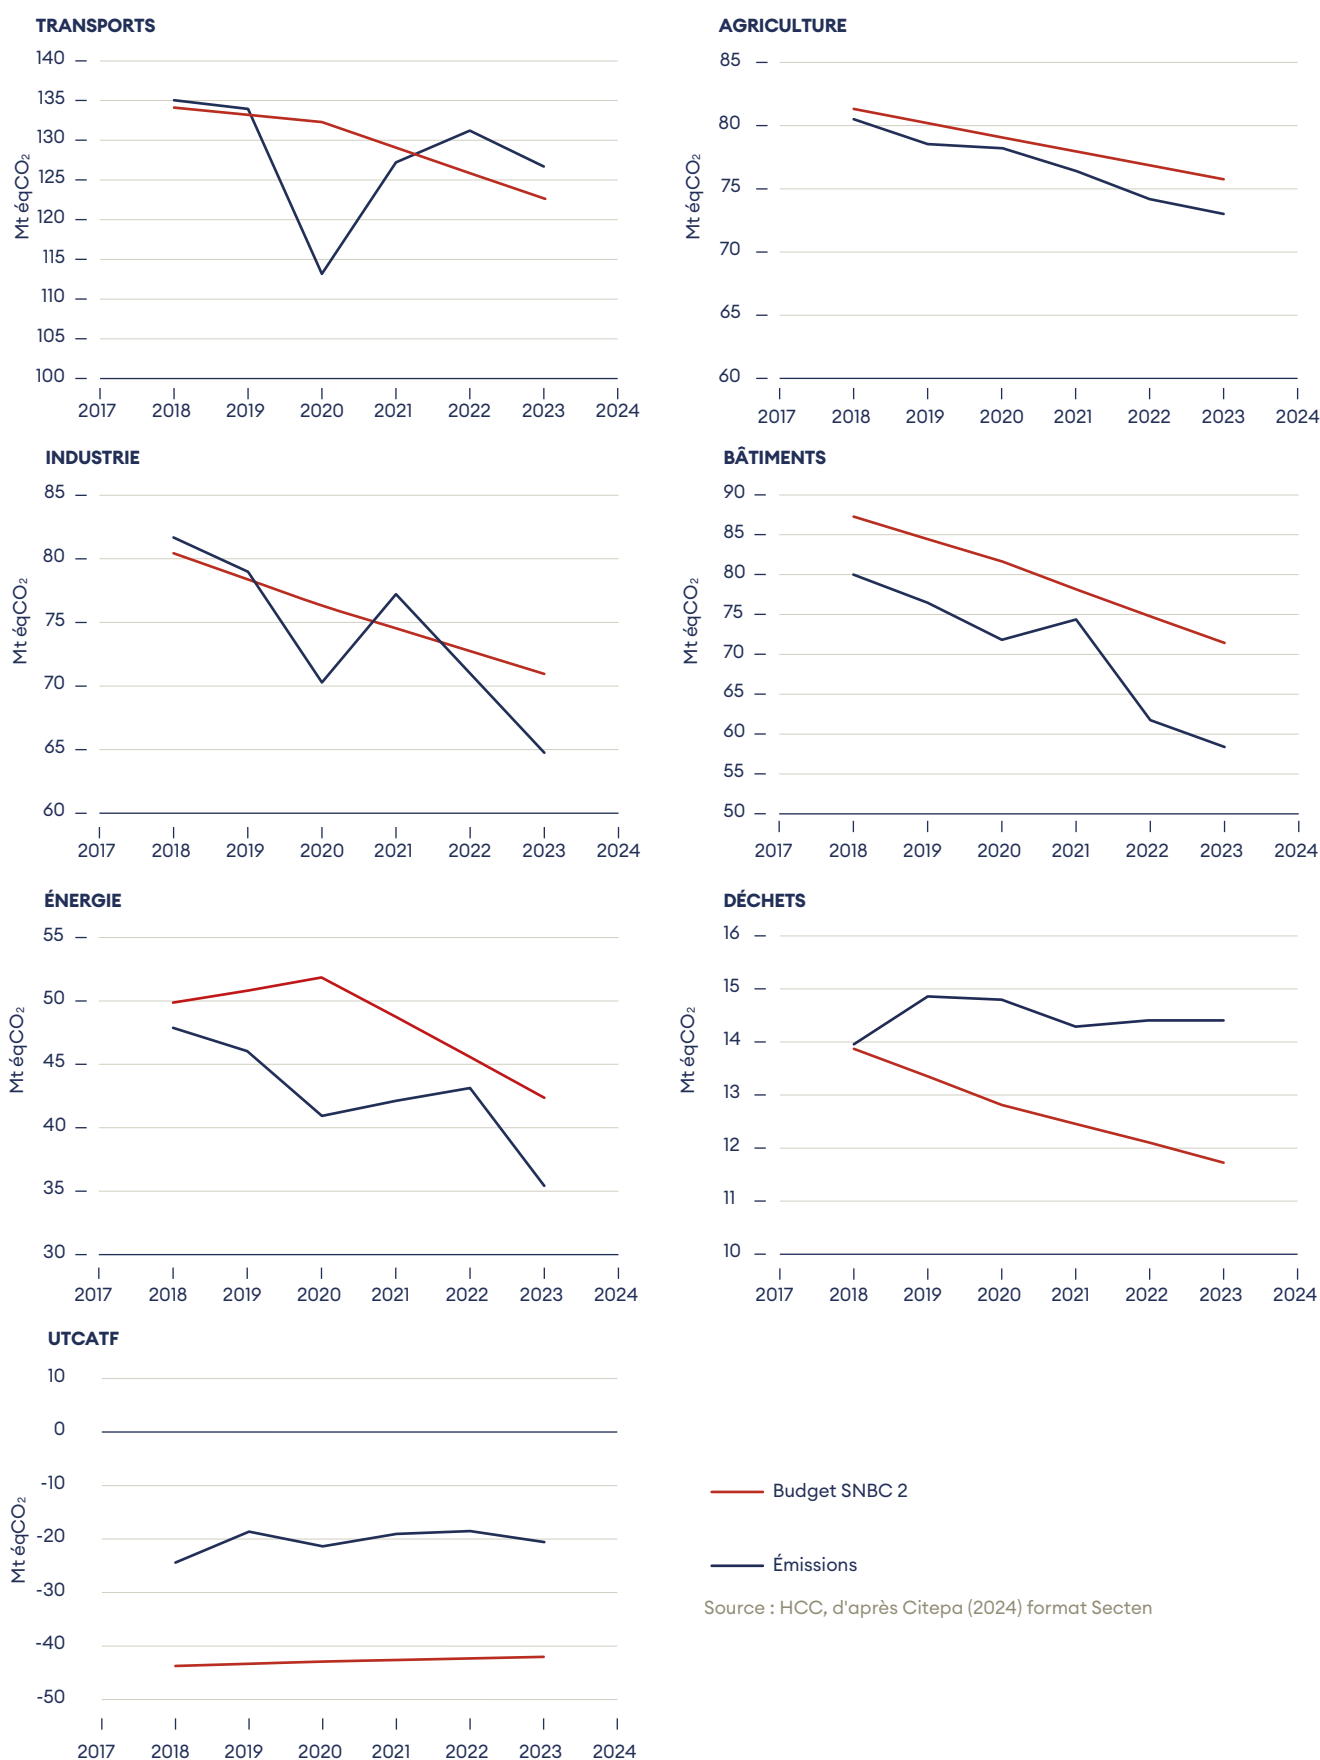 TRANSPORTS
140
135
130
125
120
115
110
105
100
Mt éqCO₂
2017 2018 2019 2020 2021 2022 2023 2024
AGRICULTURE
85
80
75
70
65
60
Mt éqCO₂
2017 2018 2019 2020 2021 2022 2023 2024
INDUSTRIE
85
80
75
70
65
60
Mt éqCO₂
2017 2018 2019 2020 2021 2022 2023 2024
BÂTIMENTS
90
85
80
75
70
65
60
55
50
Mt éqCO₂
2017 2018 2019 2020 2021 2022 2023 2024
ÉNERGIE
55
50
45
40
35
30
Mt éqCO₂
2017 2018 2019 2020 2021 2022 2023 2024
DÉCHETS
16
15
14
13
12
11
10
Mt éqCO₂
2017 2018 2019 2020 2021 2022 2023 2024
UTCATF
10
0
-10
-20
-30
-40
-50
Mt éqCO₂
2017 2018 2019 2020 2021 2022 2023 2024
Budget SNBC 2
Émissions
Source : HCC, d'après Citepa (2024) format Secten